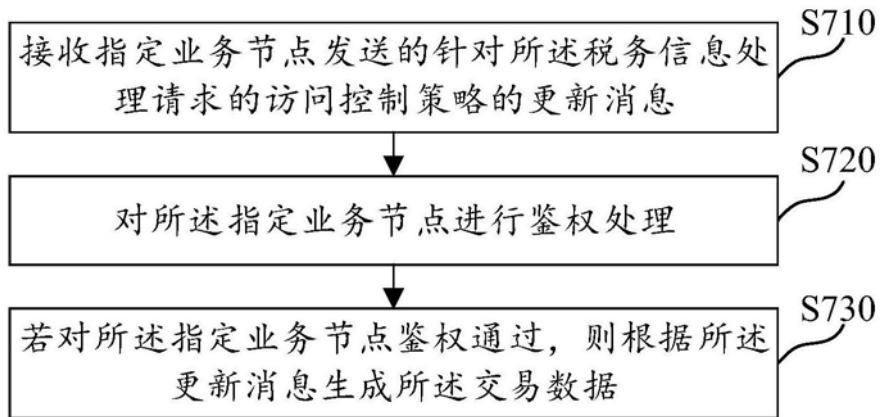 接收指定业务节点发送的针对所述税务信息处
理请求的访问控制策略的更新消息
S710
对所述指定业务节点进行鉴权处理
S720
若对所述指定业务节点鉴权通过，则根据所述
更新消息生成所述交易数据
S730